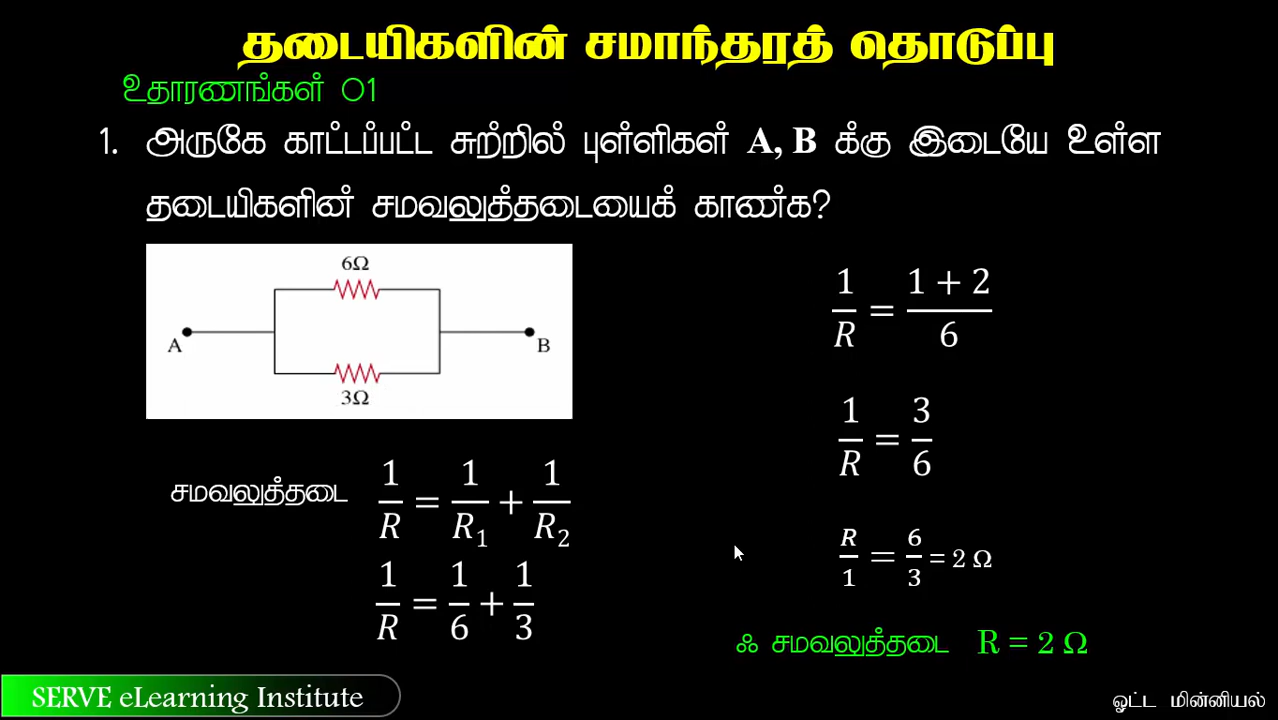 தடையிகளின் சமாந்தரத் தொடுப்பு
உதாரணங்கள் 01
1. அருகே காட்டப்பட்ட சுற்றில் புள்ளிகள் A, B க்கு இடையே உள்ள
தடையிகளின் சமவலுத்தடையைக் காண்க?
6Ω
A
B
3Ω
சமவலுத்தடை 1/R = 1/R₁ + 1/R₂
1/R = 1/6 + 1/3
1/R = (1 + 2)/6
1/R = 3/6
R/1 = 6/3 = 2 Ω
ஃ சமவலுத்தடை R = 2 Ω
SERVE eLearning Institute
ஓட்ட மின்னியல்